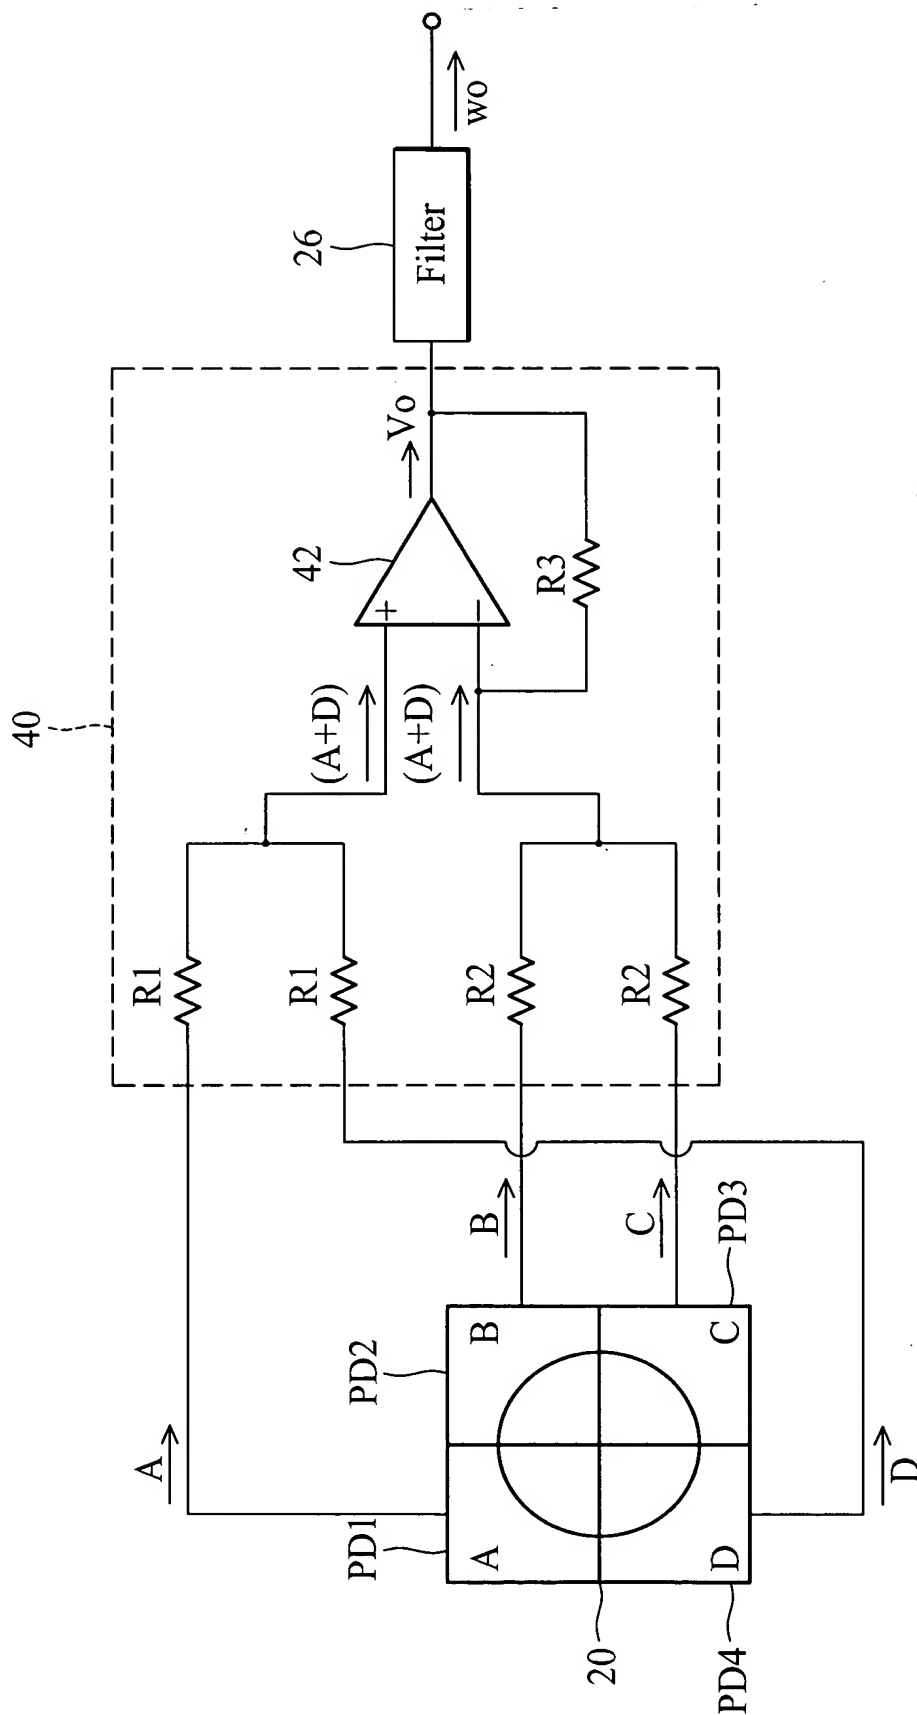 40
R1
R1
R2
R2
(A+D)
(A+D)
42
+
−
Vo
R3
26
Filter
wo
A
B
C
D
PD1
PD2
PD3
PD4
A
B
C
D
20